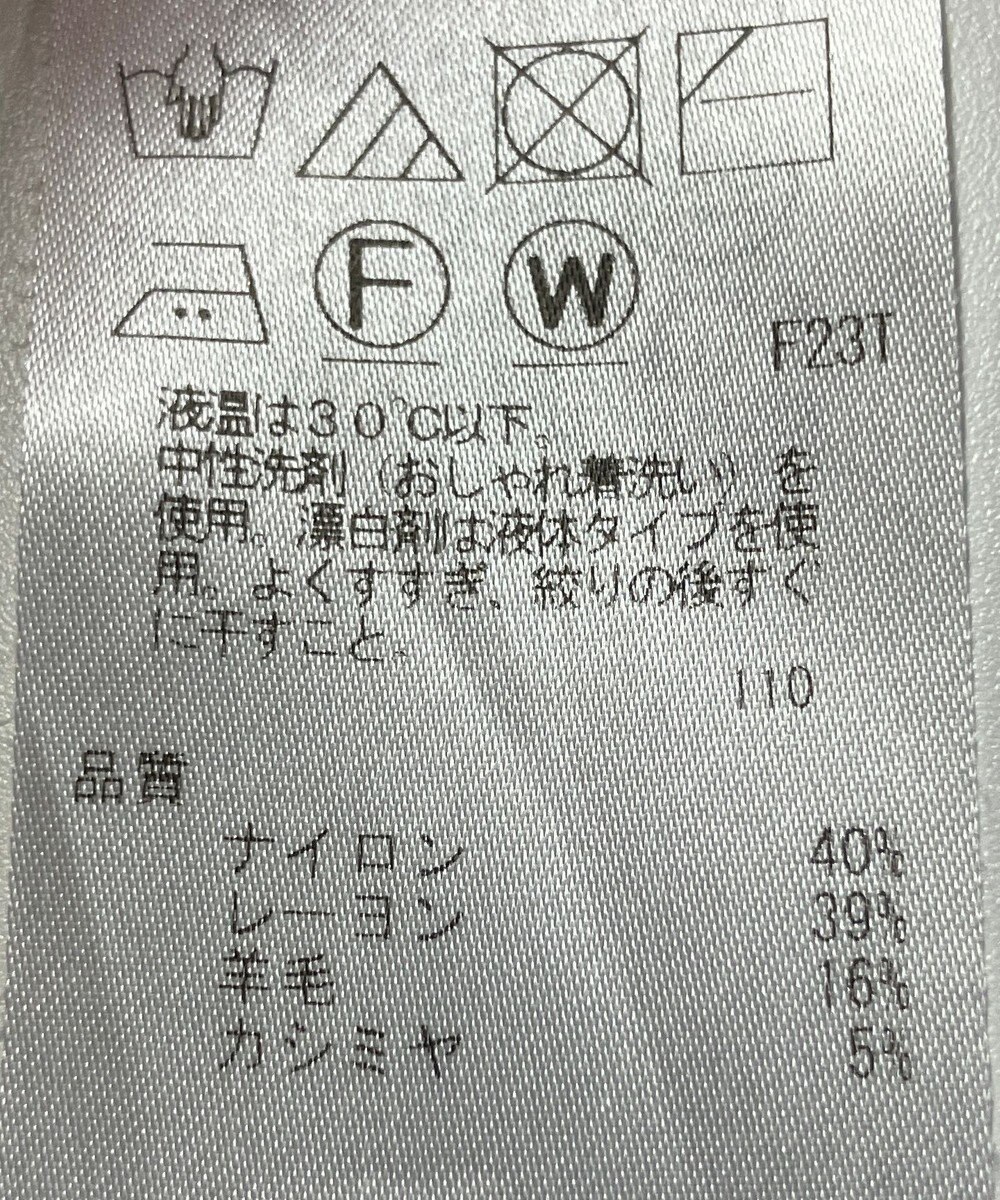 F W
F23T
液温は３０℃以下。
中性洗剤（おしゃれ着洗い）を
使用。漂白剤は液体タイプを使
用。よくすすぎ、絞りの後すぐ
に干すこと。
110
品質
ナイロン 40%
レーヨン 39%
羊毛 16%
カシミヤ 5%